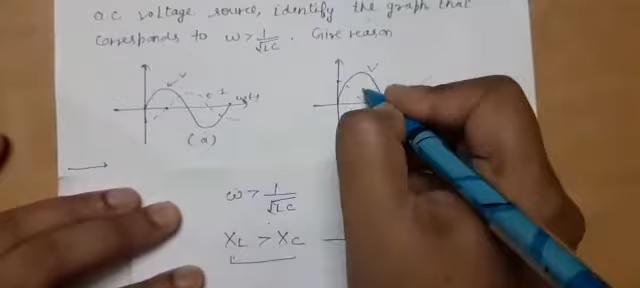 a.c voltage source, identify the graph that
corresponds to ω > 1/√LC . Give reason
V
V
(a)
ω > 1/√LC
XL > XC